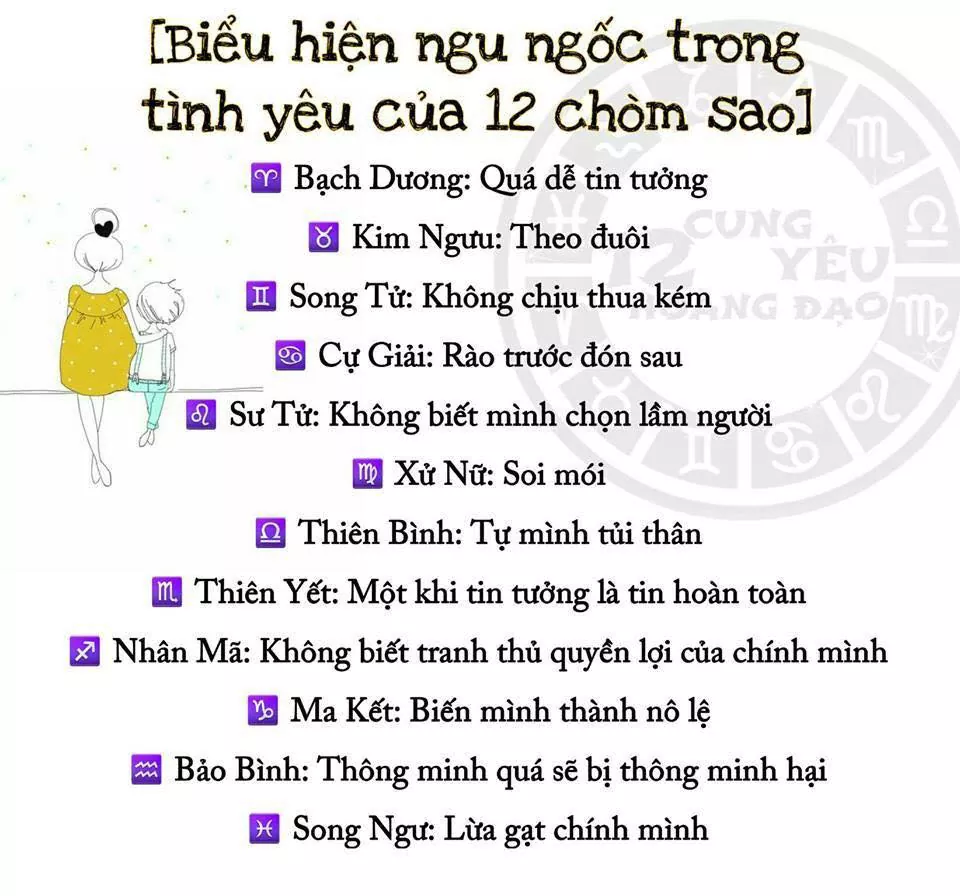 [Biểu hiện ngu ngốc trong
tình yêu của 12 chòm sao]
♈ Bạch Dương: Quá dễ tin tưởng
♉ Kim Ngưu: Theo đuôi
♊ Song Tử: Không chịu thua kém
♋ Cự Giải: Rào trước đón sau
♌ Sư Tử: Không biết mình chọn lầm người
♍ Xử Nữ: Soi mói
♎ Thiên Bình: Tự mình tủi thân
♏ Thiên Yết: Một khi tin tưởng là tin hoàn toàn
♐ Nhân Mã: Không biết tranh thủ quyền lợi của chính mình
♑ Ma Kết: Biến mình thành nô lệ
♒ Bảo Bình: Thông minh quá sẽ bị thông minh hại
♓ Song Ngư: Lừa gạt chính mình
12 CUNG
YÊU
HOÀNG ĐẠO